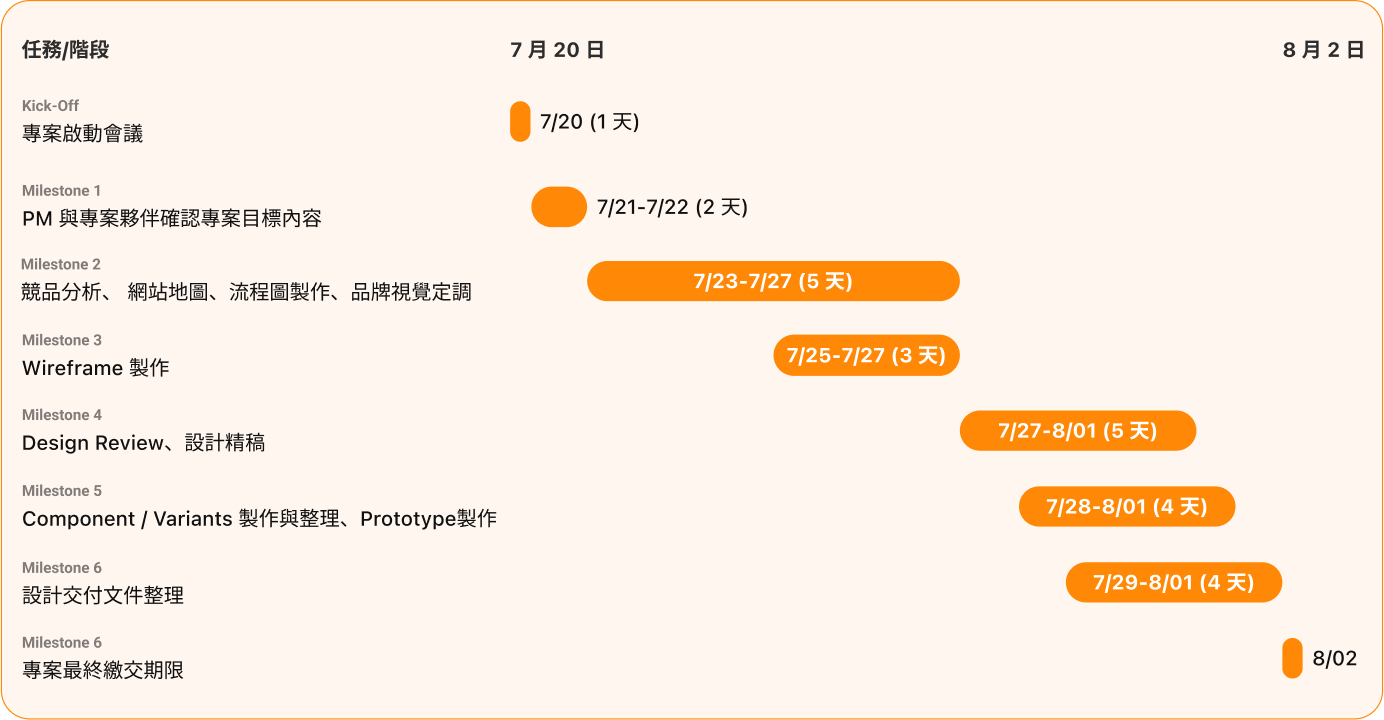 任務/階段
7 月 20 日
8 月 2 日
Kick-Off
專案啟動會議
7/20 (1 天)
Milestone 1
PM 與專案夥伴確認專案目標內容
7/21-7/22 (2 天)
Milestone 2
競品分析、 網站地圖、流程圖製作、品牌視覺定調
7/23-7/27 (5 天)
Milestone 3
Wireframe 製作
7/25-7/27 (3 天)
Milestone 4
Design Review、設計精稿
7/27-8/01 (5 天)
Milestone 5
Component / Variants 製作與整理、Prototype製作
7/28-8/01 (4 天)
Milestone 6
設計交付文件整理
7/29-8/01 (4 天)
Milestone 6
專案最終繳交期限
8/02